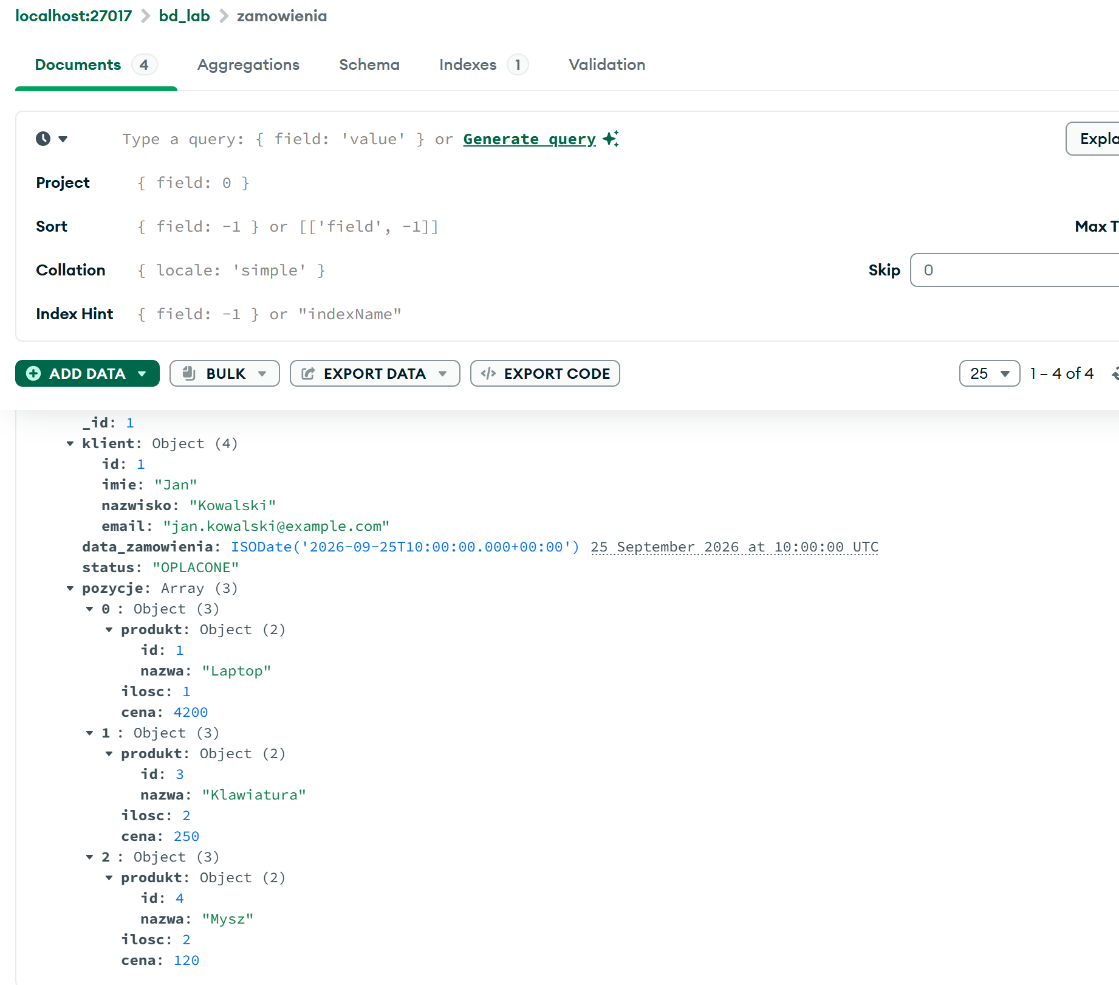 localhost:27017 > bd_lab > zamowienia
Documents 4 Aggregations Schema Indexes 1 Validation
Type a query: { field: 'value' } or Generate query
Expla
Project { field: 0 }
Sort { field: -1 } or [['field', -1]]
Max T
Collation { locale: 'simple' }
Skip 0
Index Hint { field: -1 } or "indexName"
ADD DATA BULK EXPORT DATA EXPORT CODE 25 1 – 4 of 4
_id: 1
klient: Object (4)
id: 1
imie: "Jan"
nazwisko: "Kowalski"
email: "jan.kowalski@example.com"
data_zamowienia: ISODate('2026-09-25T10:00:00.000+00:00') 25 September 2026 at 10:00:00 UTC
status: "OPLACONE"
pozycje: Array (3)
0 : Object (3)
produkt: Object (2)
id: 1
nazwa: "Laptop"
ilosc: 1
cena: 4200
1 : Object (3)
produkt: Object (2)
id: 3
nazwa: "Klawiatura"
ilosc: 2
cena: 250
2 : Object (3)
produkt: Object (2)
id: 4
nazwa: "Mysz"
ilosc: 2
cena: 120